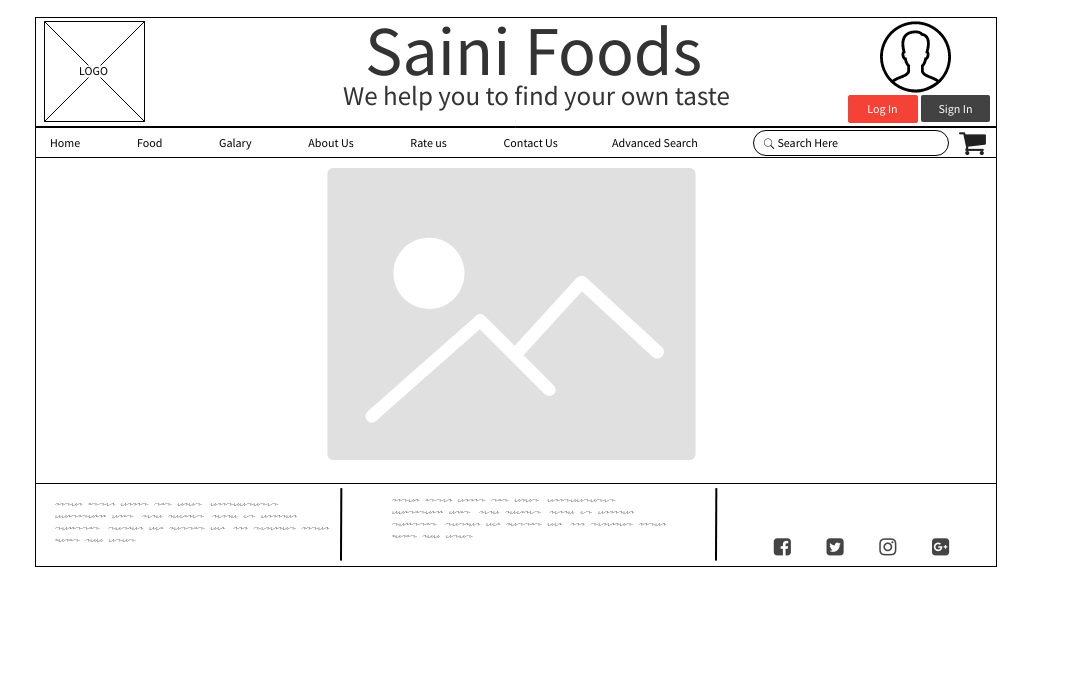 LOGO
Saini Foods
We help you to find your own taste
Log In
Sign In
Home
Food
Galary
About Us
Rate us
Contact Us
Advanced Search
Search Here